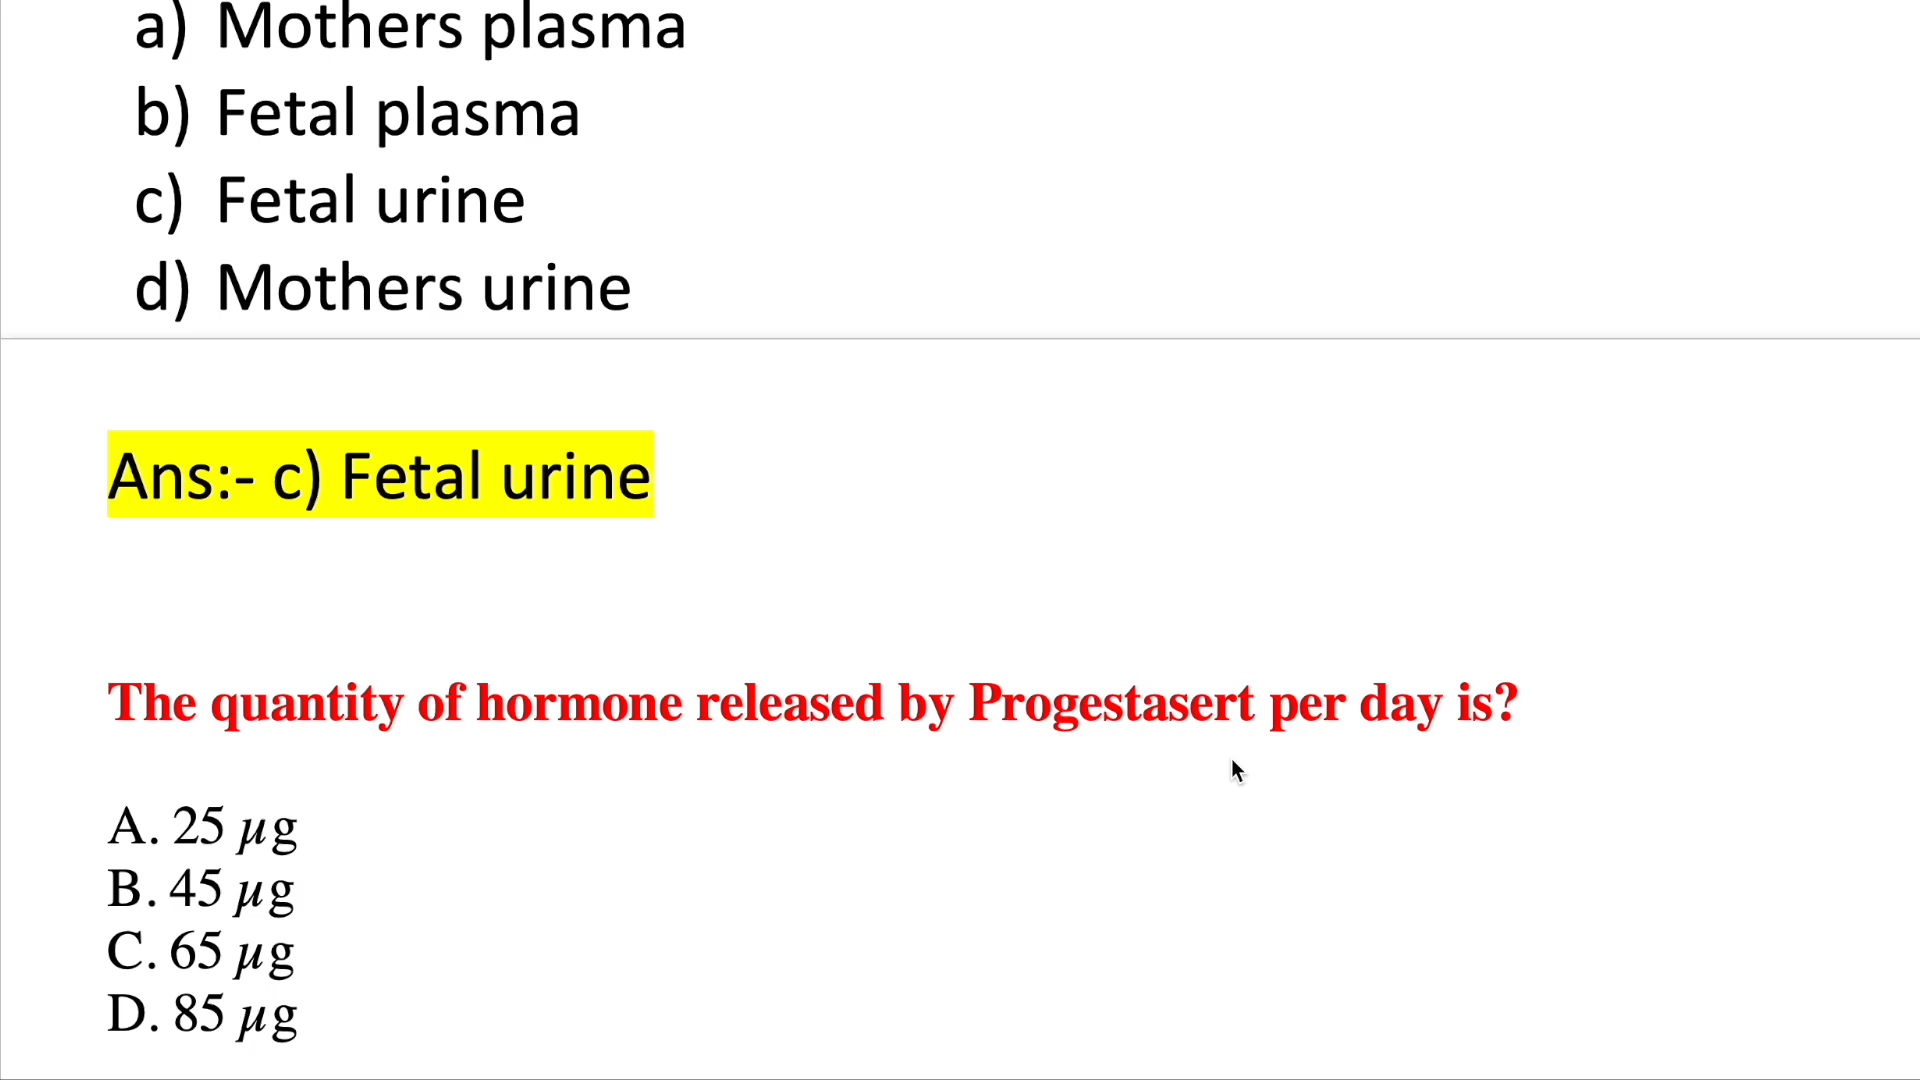 a) Mothers plasma
b) Fetal plasma
c) Fetal urine
d) Mothers urine
Ans:- c) Fetal urine
The quantity of hormone released by Progestasert per day is?
A. 25 µg
B. 45 µg
C. 65 µg
D. 85 µg